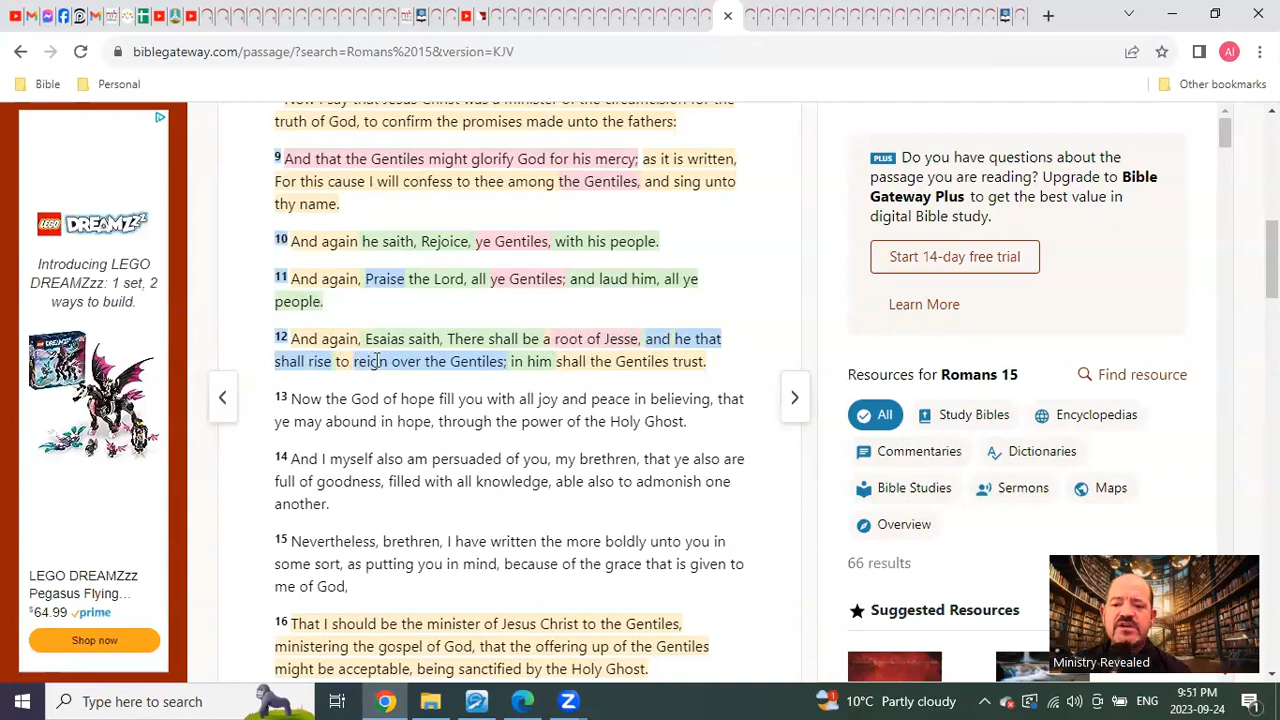 biblegateway.com/passage/?search=Romans%2015&version=KJV
AI
Bible
Personal
Other bookmarks
LEGO DREAMZzz
Introducing LEGO
DREAMZzz: 1 set, 2
ways to build.
LEGO DREAMZzz
Pegasus Flying...
$64.99 prime
Shop now
Now I say that Jesus Christ was a minister of the circumcision for the
truth of God, to confirm the promises made unto the fathers:
9 And that the Gentiles might glorify God for his mercy; as it is written,
For this cause I will confess to thee among the Gentiles, and sing unto
thy name.
10 And again he saith, Rejoice, ye Gentiles, with his people.
11 And again, Praise the Lord, all ye Gentiles; and laud him, all ye
people.
12 And again, Esaias saith, There shall be a root of Jesse, and he that
shall rise to reign over the Gentiles; in him shall the Gentiles trust.
13 Now the God of hope fill you with all joy and peace in believing, that
ye may abound in hope, through the power of the Holy Ghost.
14 And I myself also am persuaded of you, my brethren, that ye also are
full of goodness, filled with all knowledge, able also to admonish one
another.
15 Nevertheless, brethren, I have written the more boldly unto you in
some sort, as putting you in mind, because of the grace that is given to
me of God,
16 That I should be the minister of Jesus Christ to the Gentiles,
ministering the gospel of God, that the offering up of the Gentiles
might be acceptable, being sanctified by the Holy Ghost.
PLUS Do you have questions about the
passage you are reading? Upgrade to Bible
Gateway Plus to get the best value in
digital Bible study.
Start 14-day free trial
Learn More
Resources for Romans 15
Find resource
All
Study Bibles
Encyclopedias
Commentaries
Dictionaries
Bible Studies
Sermons
Maps
Overview
66 results
Suggested Resources
Ministry Revealed
Type here to search
1
10°C Partly cloudy
ENG
9:51 PM
2023-09-24
1